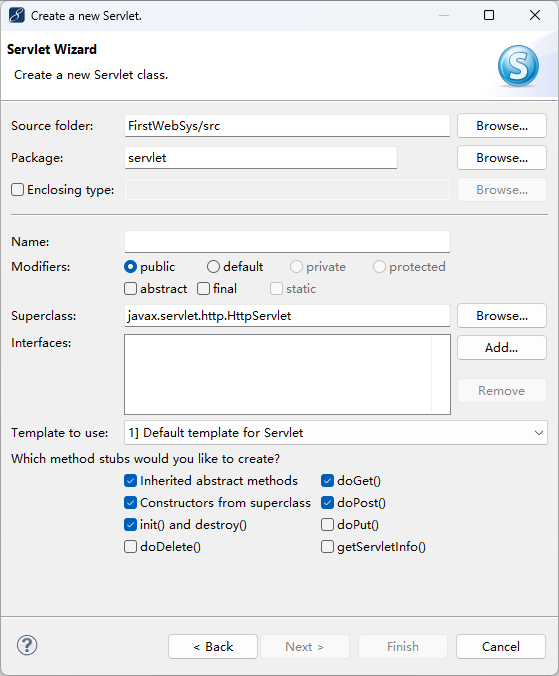 Create a new Servlet.
Servlet Wizard
Create a new Servlet class.
S
Source folder: FirstWebSys/src Browse...
Package: servlet Browse...
Enclosing type: Browse...
Name:
Modifiers: public default private protected
abstract final static
Superclass: javax.servlet.http.HttpServlet Browse...
Interfaces: Add...
Remove
Template to use: 1] Default template for Servlet
Which method stubs would you like to create?
Inherited abstract methods doGet()
Constructors from superclass doPost()
init() and destroy() doPut()
doDelete() getServletInfo()
? < Back Next > Finish Cancel